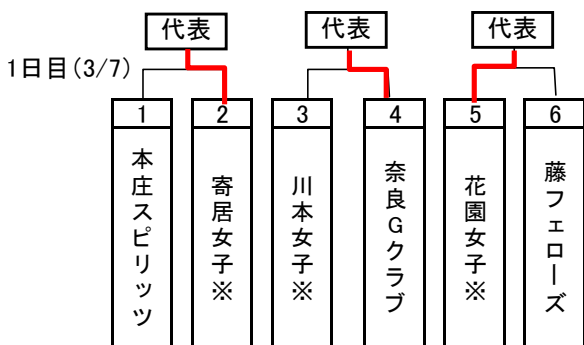 代表 代表 代表
1日目(3/7)
1 2 3 4 5 6
本庄スピリッツ
寄居女子※
川本女子※
奈良Gクラブ
花園女子※
藤フェローズ